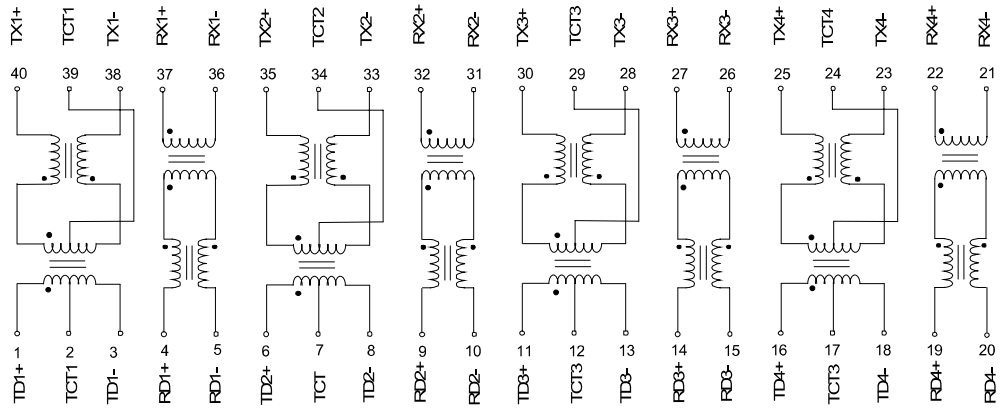 TX1+ TCT1 TX1- RX1+ RX1- TX2+ TCT2 TX2- RX2+ RX2- TX3+ TCT3 TX3- RX3+ RX3- TX4+ TCT4 TX4- RX4+ RX4-
40 39 38 37 36 35 34 33 32 31 30 29 28 27 26 25 24 23 22 21
1 2 3 4 5 6 7 8 9 10 11 12 13 14 15 16 17 18 19 20
TD1+ TCT1 TD1- RD1+ RD1- TD2+ TCT TD2- RD2+ RD2- TD3+ TCT3 TD3- RD3+ RD3- TD4+ TCT3 TD4- RD4+ RD4-